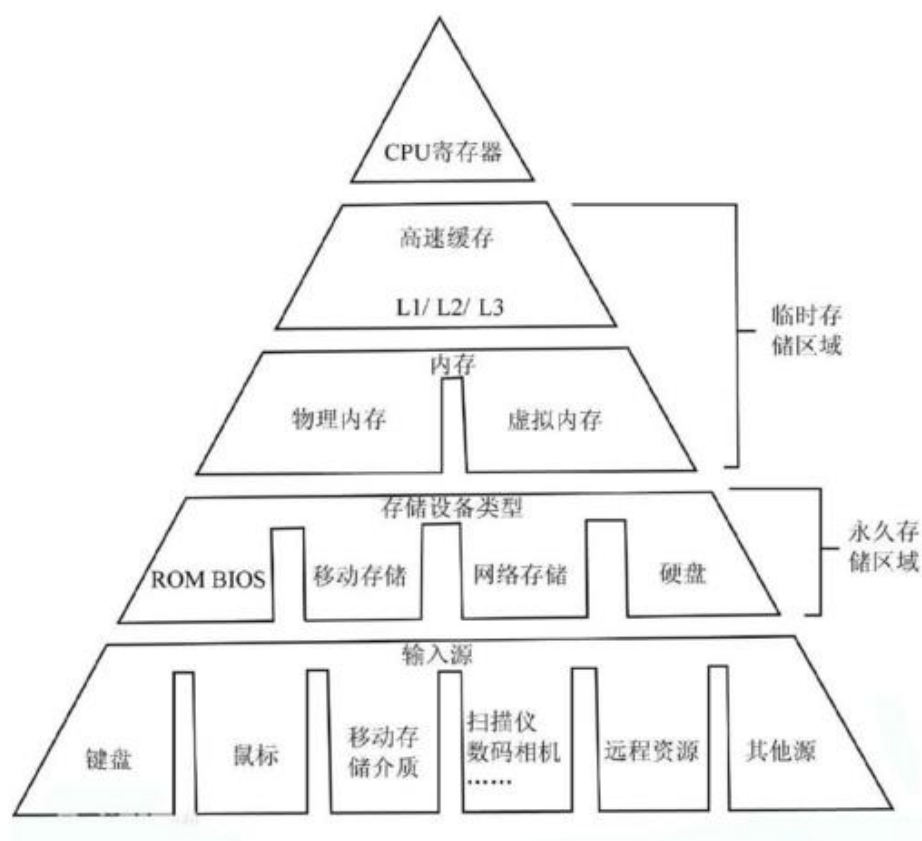 CPU寄存器
高速缓存
L1/ L2/ L3
临时存
储区域
内存
物理内存
虚拟内存
存储设备类型
ROM BIOS
移动存储
网络存储
硬盘
永久存
储区域
输入源
键盘
鼠标
移动存
储介质
扫描仪
数码相机
……
远程资源
其他源